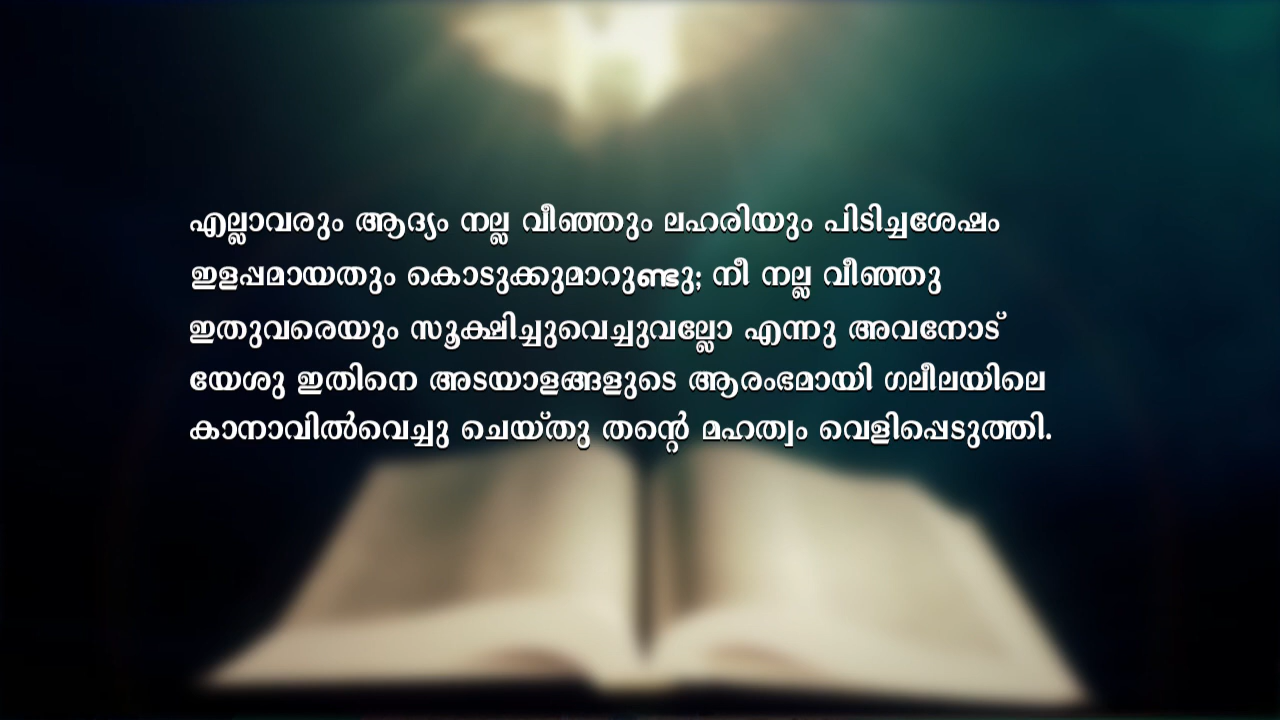 എല്ലാവരും ആദ്യം നല്ല വീഞ്ഞും ലഹരിയും പിടിച്ചശേഷം
ഇളപ്പമായതും കൊടുക്കുമാറുണ്ടു; നീ നല്ല വീഞ്ഞു
ഇതുവരെയും സൂക്ഷിച്ചുവെച്ചുവല്ലോ എന്നു അവനോട്
യേശു ഇതിനെ അടയാളങ്ങളുടെ ആരംഭമായി ഗലീലയിലെ
കാനാവിൽവെച്ചു ചെയ്തു തന്റെ മഹത്വം വെളിപ്പെടുത്തി.